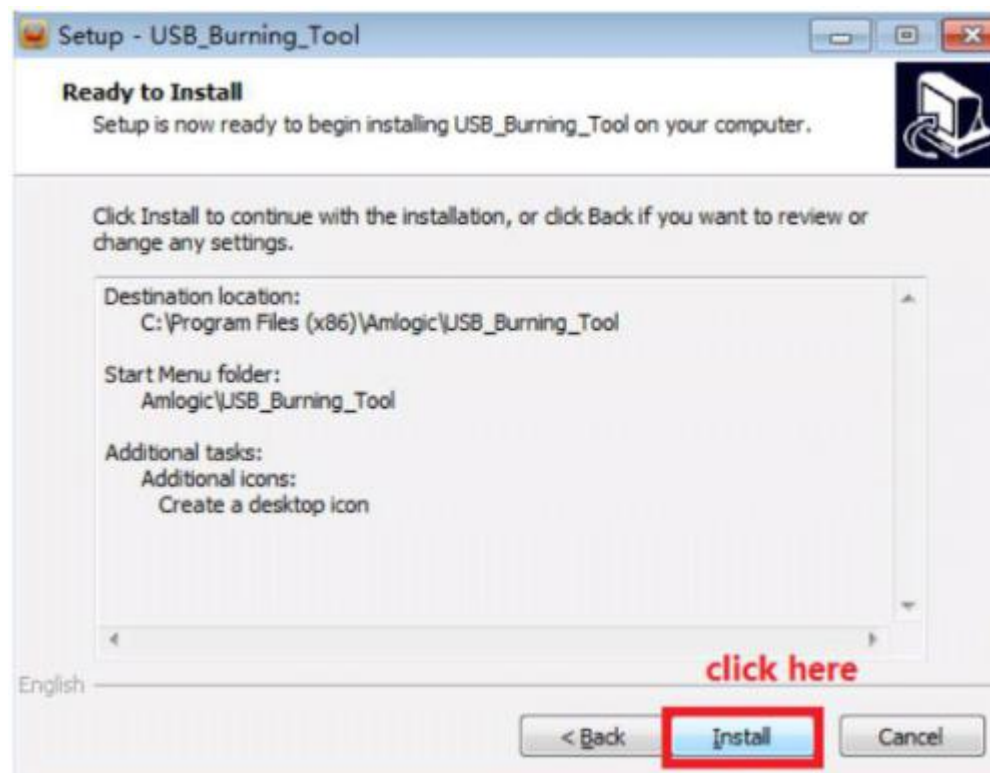 Setup - USB_Burning_Tool
Ready to Install
Setup is now ready to begin installing USB_Burning_Tool on your computer.
Click Install to continue with the installation, or click Back if you want to review or
change any settings.
Destination location:
C:\Program Files (x86)\Amlogic\USB_Burning_Tool
Start Menu folder:
Amlogic\USB_Burning_Tool
Additional tasks:
Additional icons:
Create a desktop icon
click here
English
< Back Install Cancel